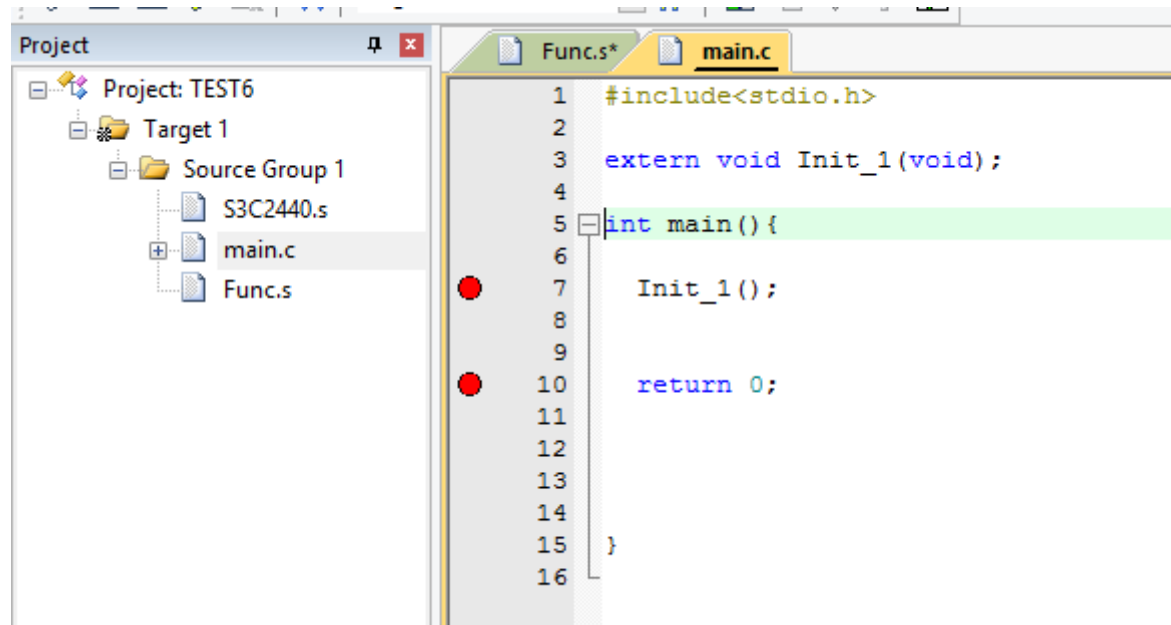 Project
Project: TEST6
Target 1
Source Group 1
S3C2440.s
main.c
Func.s
Func.s*
main.c
1 #include<stdio.h>
2
3 extern void Init_1(void);
4
5 int main(){
6
7 Init_1();
8
9
10 return 0;
11
12
13
14
15 }
16